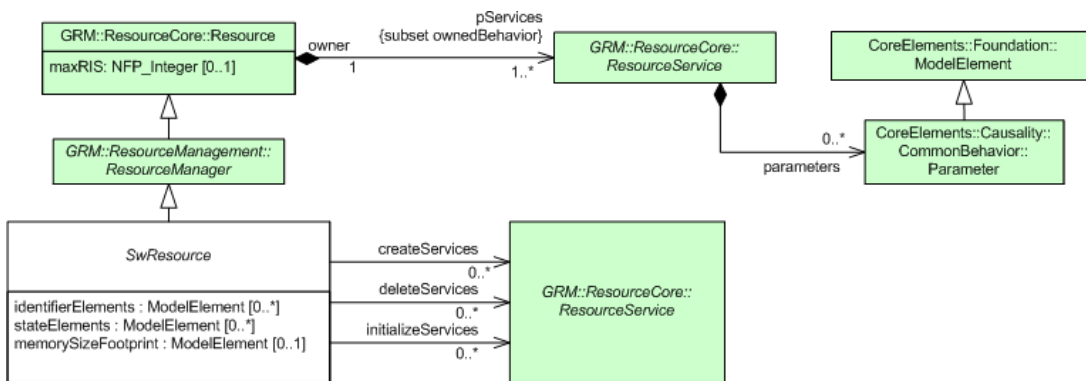 GRM::ResourceCore::Resource
maxRIS: NFP_Integer [0..1]
owner
1
pServices
{subset ownedBehavior}
1..*
GRM::ResourceCore::
ResourceService
CoreElements::Foundation::
ModelElement
GRM::ResourceManagement::
ResourceManager
0..*
parameters
CoreElements::Causality::
CommonBehavior::
Parameter
SwResource
identifierElements : ModelElement [0..*]
stateElements : ModelElement [0..*]
memorySizeFootprint : ModelElement [0..1]
createServices
0..*
deleteServices
0..*
initializeServices
0..*
GRM::ResourceCore::
ResourceService